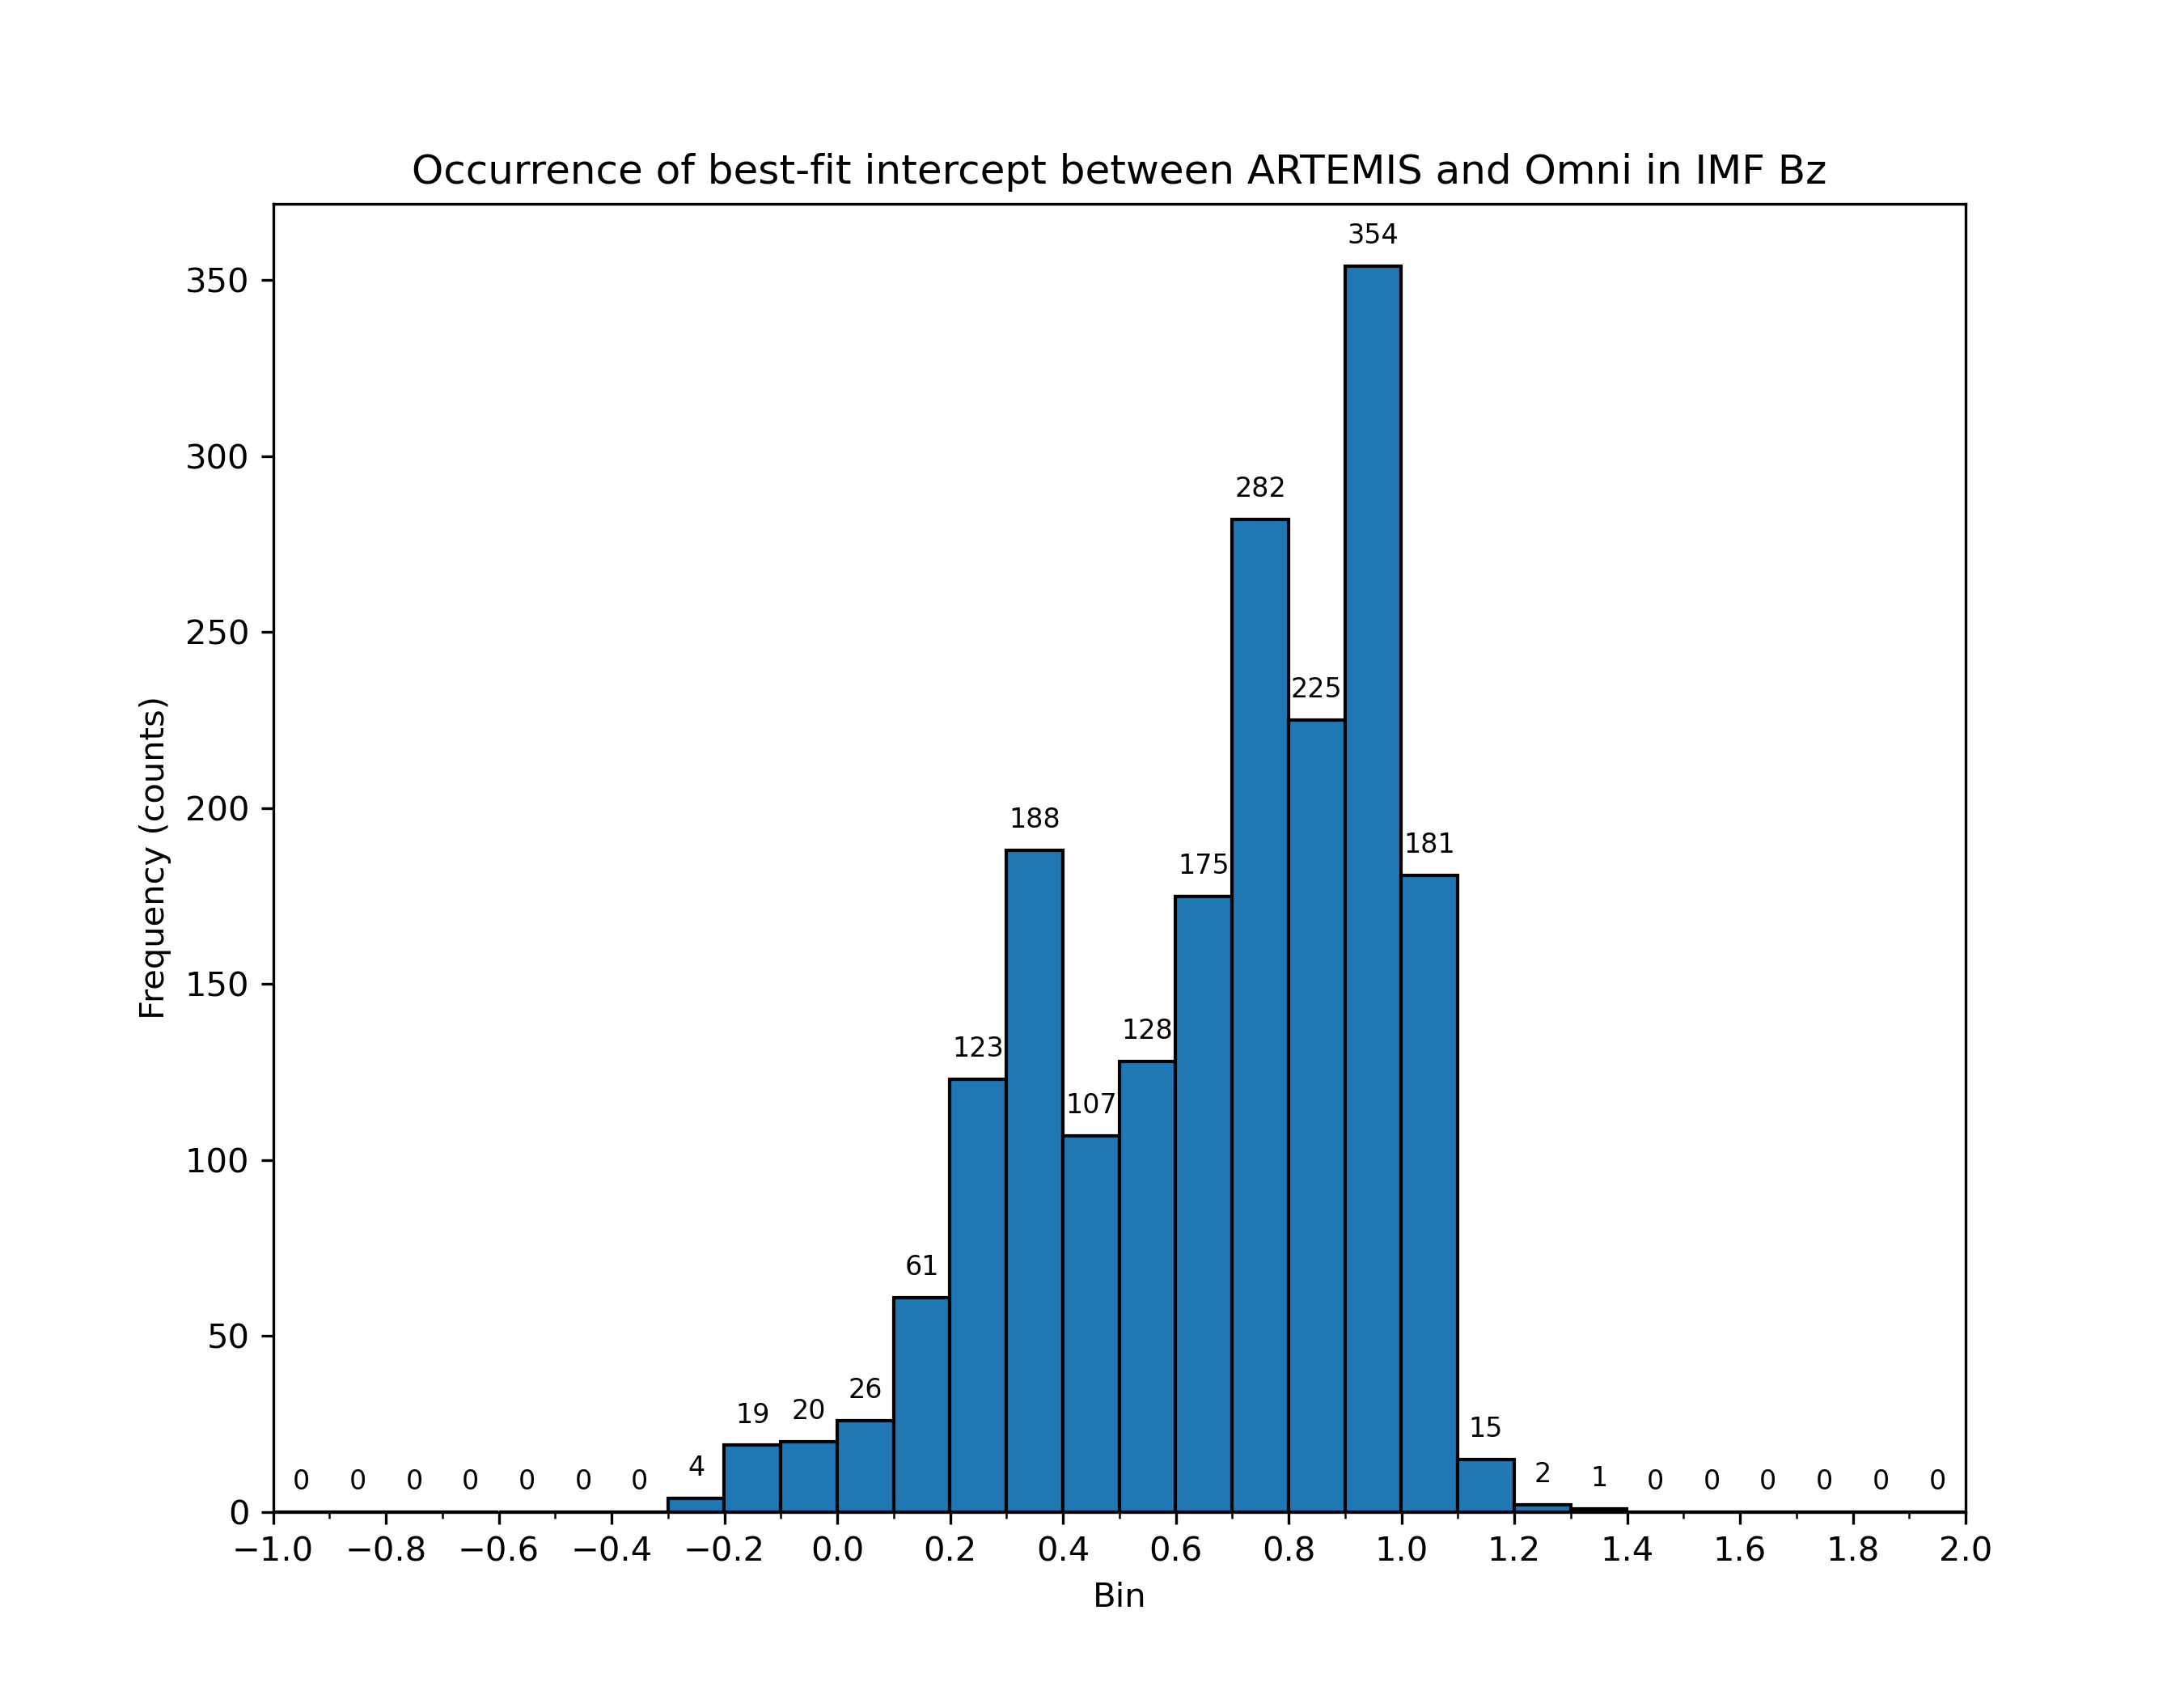 Occurrence of best-fit intercept between ARTEMIS and Omni in IMF Bz
Frequency (counts)
350
300
250
200
150
100
50
0
0 0 0 0 0 0 0 4 19 20 26 61 123 188 107 128 175 282 225 354 181 15 2 1 0 0 0 0 0 0
−1.0 −0.8 −0.6 −0.4 −0.2 0.0 0.2 0.4 0.6 0.8 1.0 1.2 1.4 1.6 1.8 2.0
Bin